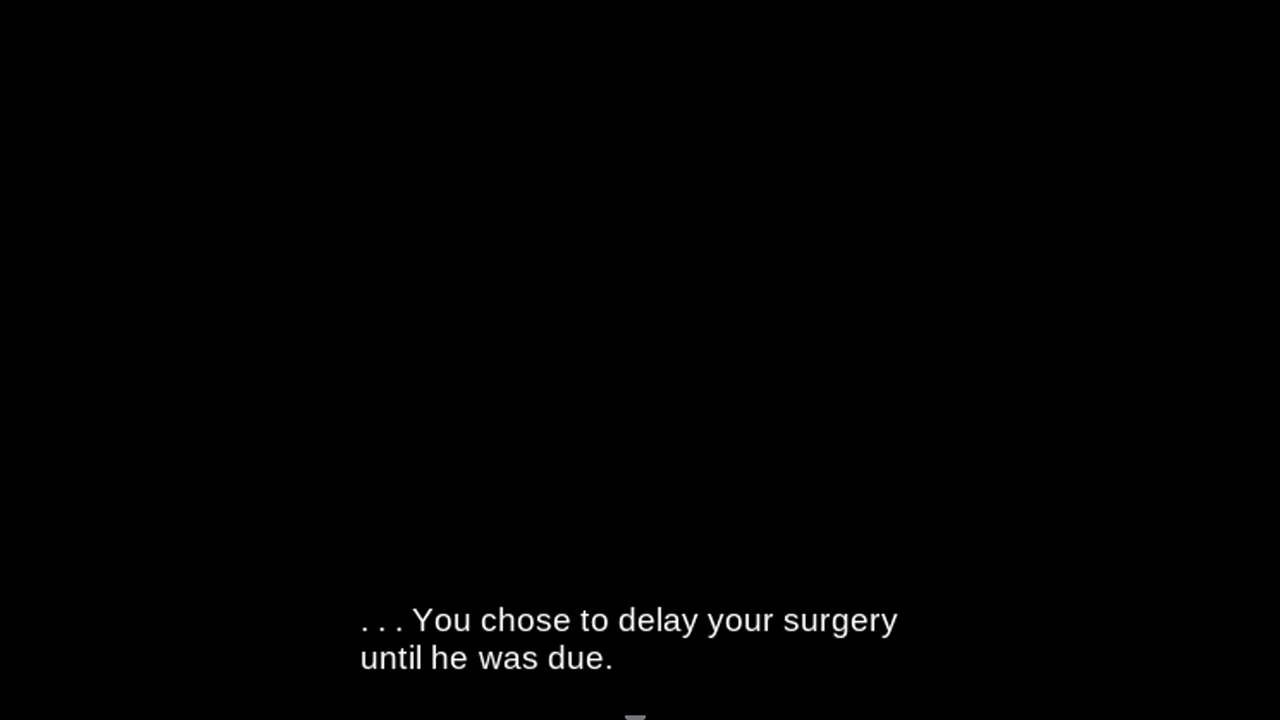 . . . You chose to delay your surgery
until he was due.